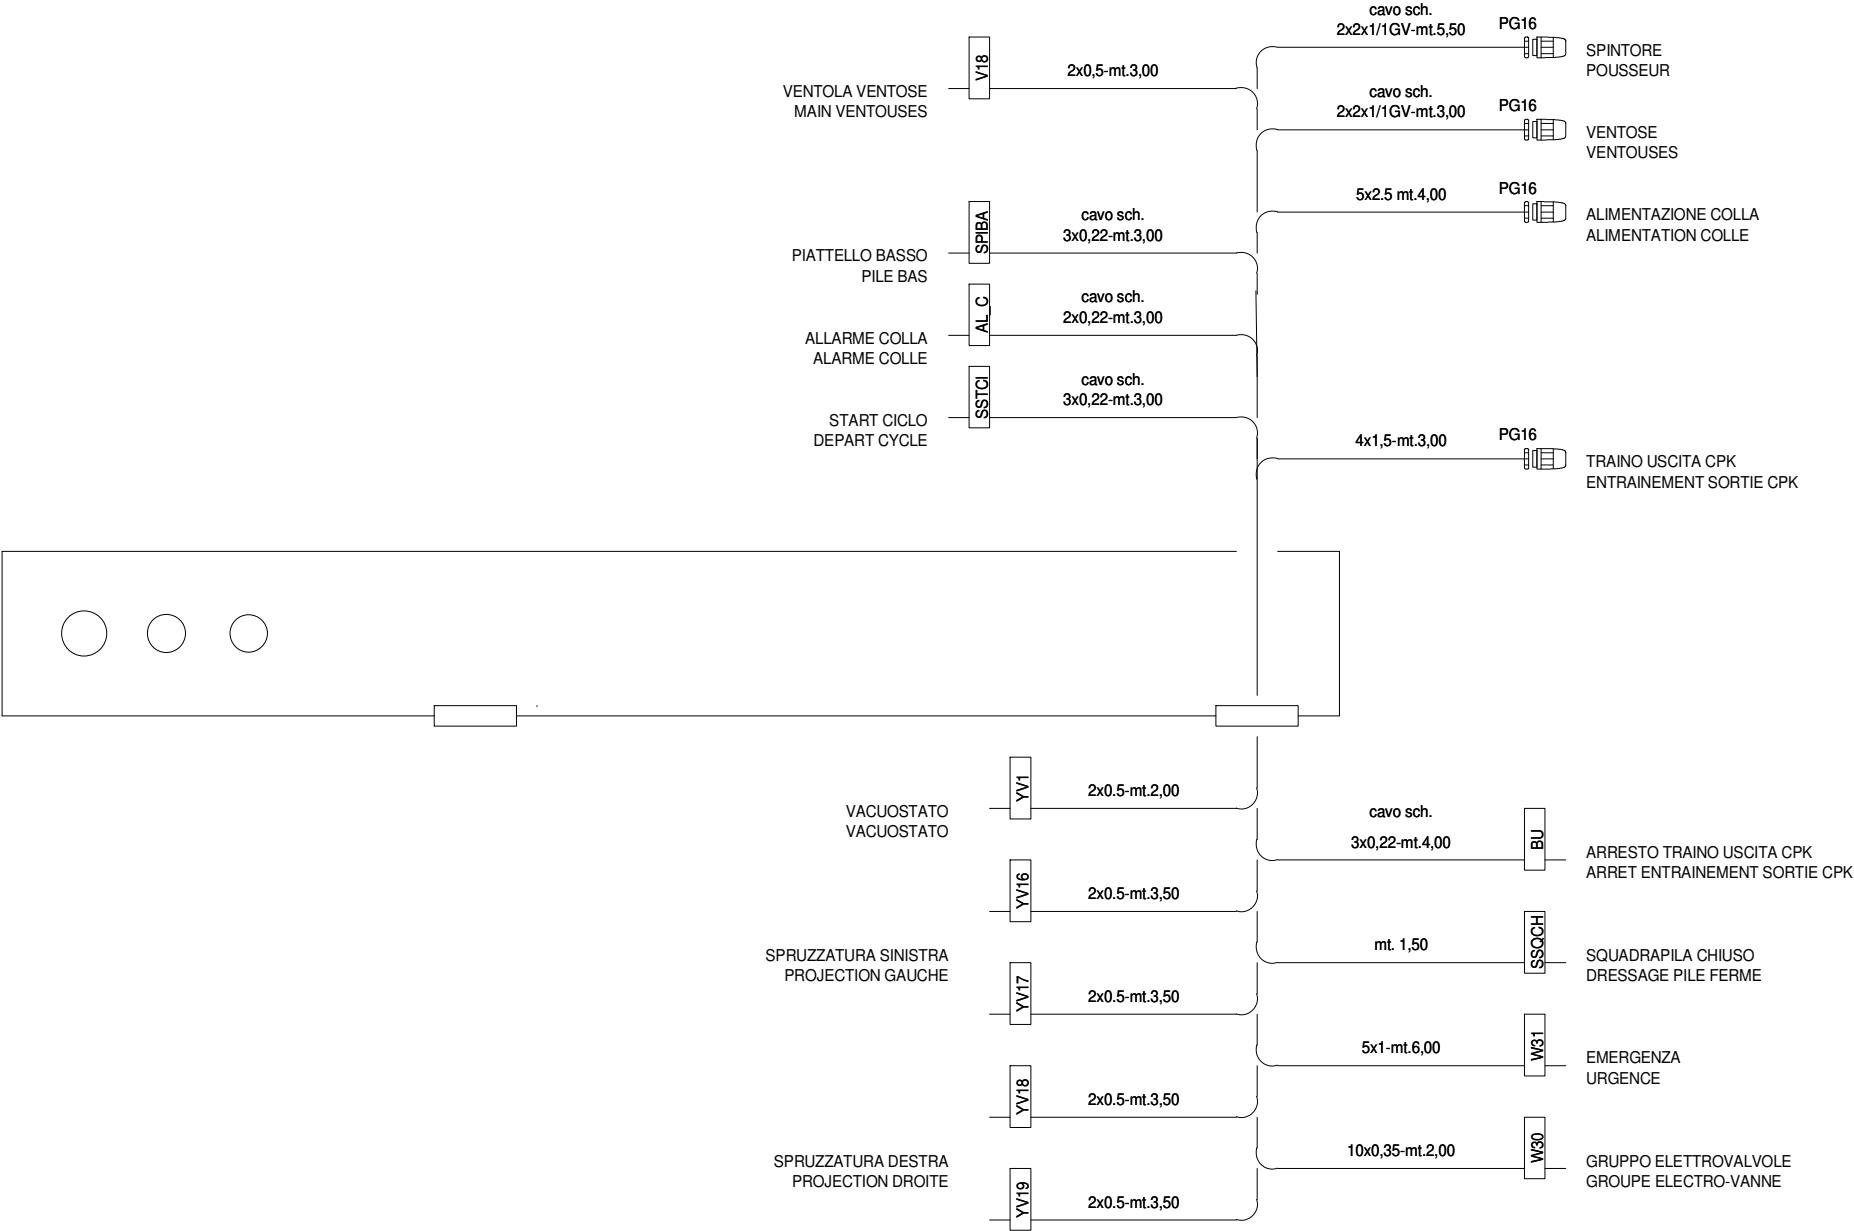 cavo sch.
2x2x1/1GV-mt.5,50
PG16
SPINTORE
POUSSEUR
V18
2x0,5-mt.3,00
VENTOLA VENTOSE
MAIN VENTOUSES
cavo sch.
2x2x1/1GV-mt.3,00
PG16
VENTOSE
VENTOUSES
5x2.5 mt.4,00
PG16
ALIMENTAZIONE COLLA
ALIMENTATION COLLE
SPIBA
cavo sch.
3x0,22-mt.3,00
PIATTELLO BASSO
PILE BAS
AL_C
cavo sch.
2x0,22-mt.3,00
ALLARME COLLA
ALARME COLLE
SSTCI
cavo sch.
3x0,22-mt.3,00
START CICLO
DEPART CYCLE
4x1,5-mt.3,00
PG16
TRAINO USCITA CPK
ENTRAINEMENT SORTIE CPK
YV1
2x0.5-mt.2,00
VACUOSTATO
VACUOSTATO
cavo sch.
3x0,22-mt.4,00
BU
ARRESTO TRAINO USCITA CPK
ARRET ENTRAINEMENT SORTIE CPK
YV16
2x0.5-mt.3,50
SPRUZZATURA SINISTRA
PROJECTION GAUCHE
mt. 1,50
SSQCH
SQUADRAPILA CHIUSO
DRESSAGE PILE FERME
YV17
2x0.5-mt.3,50
5x1-mt.6,00
W31
EMERGENZA
URGENCE
YV18
2x0.5-mt.3,50
SPRUZZATURA DESTRA
PROJECTION DROITE
10x0,35-mt.2,00
W30
GRUPPO ELETTROVALVOLE
GROUPE ELECTRO-VANNE
YV19
2x0.5-mt.3,50